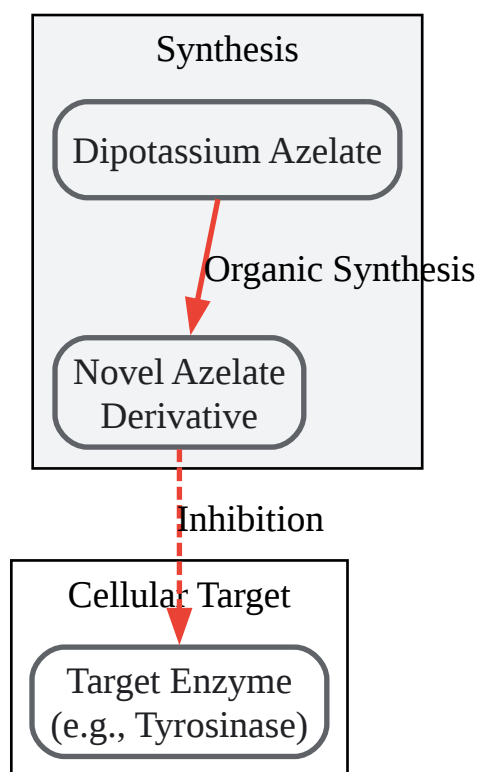 Synthesis
Dipotassium Azelate
Organic Synthesis
Novel Azelate
Derivative
Inhibition
Cellular Target
Target Enzyme
(e.g., Tyrosinase)